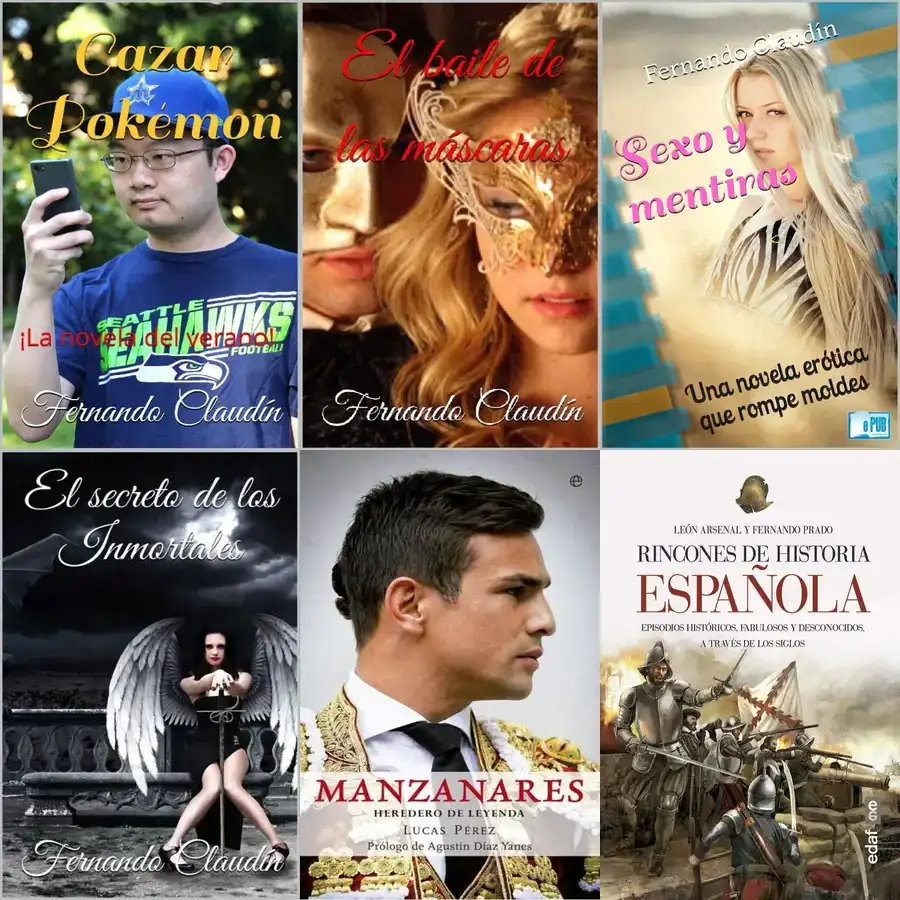 Cazar
Pokémon
SEATTLE
SEAHAWKS
FOOTBALL
¡La novela del verano!
Fernando Claudín
El baile de
las máscaras
Fernando Claudín
Fernando Claudín
Sexo y
mentiras
Una novela erótica
que rompe moldes
ePUB
El secreto de los
Inmortales
Fernando Claudín
MANZANARES
HEREDERO DE LEYENDA
LUCAS PÉREZ
Prólogo de Agustín Díaz Yanes
LEÓN ARSENAL Y FERNANDO PRADO
RINCONES DE HISTORIA
ESPAÑOLA
EPISODIOS HISTÓRICOS, FABULOSOS Y DESCONOCIDOS,
A TRAVÉS DE LOS SIGLOS
edaf